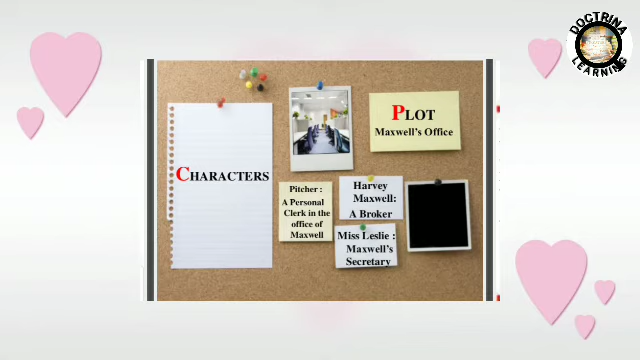 DOCTRINA
LEARNING
PLOT
Maxwell's Office
CHARACTERS
Pitcher :
A Personal
Clerk in the
office of
Maxwell
Harvey
Maxwell:
A Broker
Miss Leslie :
Maxwell's
Secretary